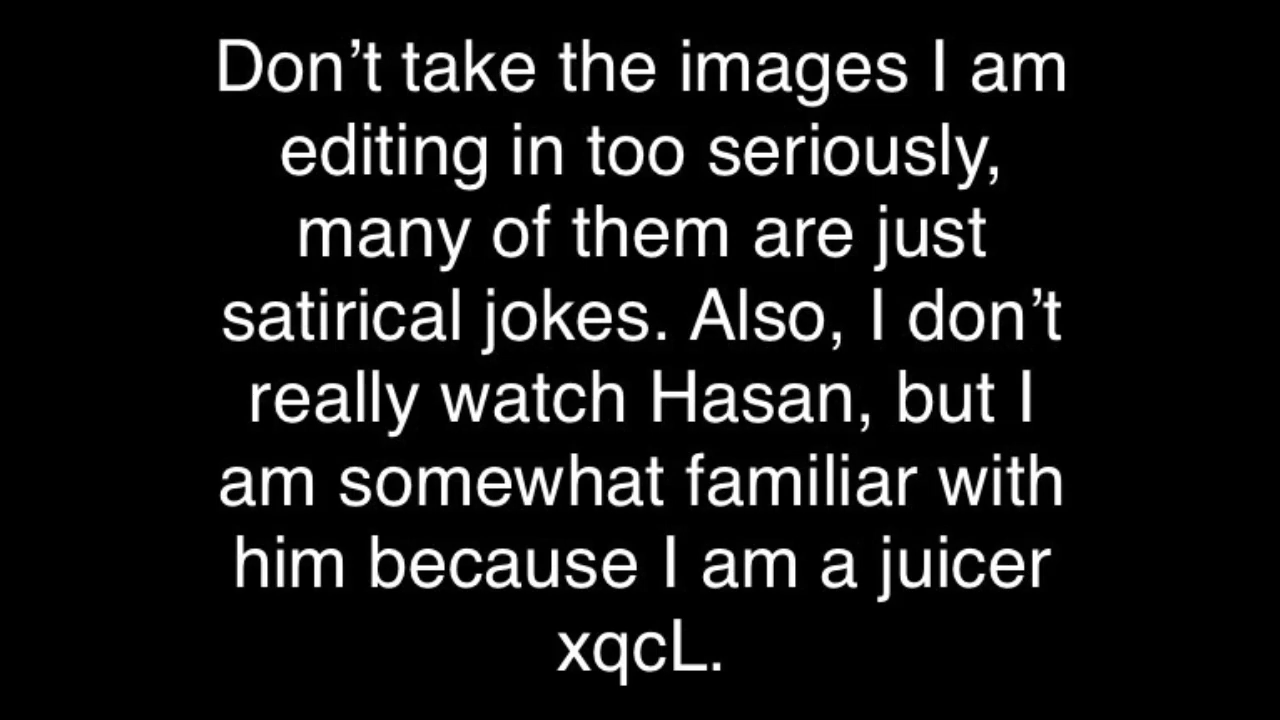 Don’t take the images I am
editing in too seriously,
many of them are just
satirical jokes. Also, I don’t
really watch Hasan, but I
am somewhat familiar with
him because I am a juicer
xqcL.